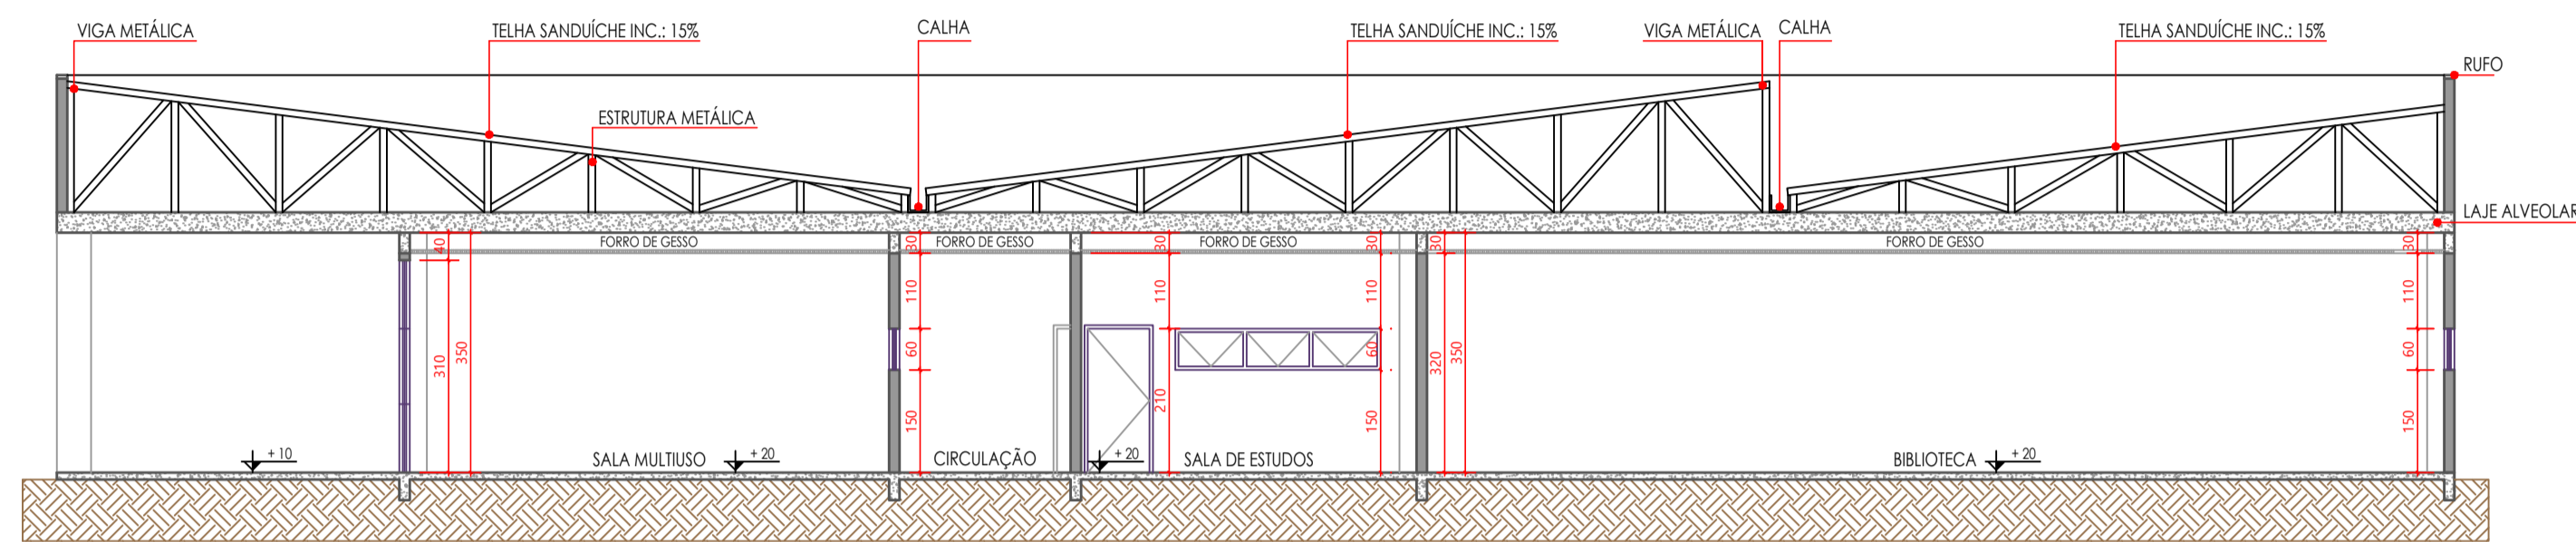 VIGA METÁLICA
TELHA SANDUÍCHE INC.: 15%
CALHA
TELHA SANDUÍCHE INC.: 15%
VIGA METÁLICA
CALHA
TELHA SANDUÍCHE INC.: 15%
RUFO
ESTRUTURA METÁLICA
LAJE ALVEOLAR
FORRO DE GESSO
FORRO DE GESSO
FORRO DE GESSO
FORRO DE GESSO
40
310
350
30
110
60
150
30
110
210
30
110
60
150
30
320
350
30
110
60
150
+ 10
SALA MULTIUSO
+ 20
CIRCULAÇÃO
+ 20
SALA DE ESTUDOS
BIBLIOTECA
+ 20